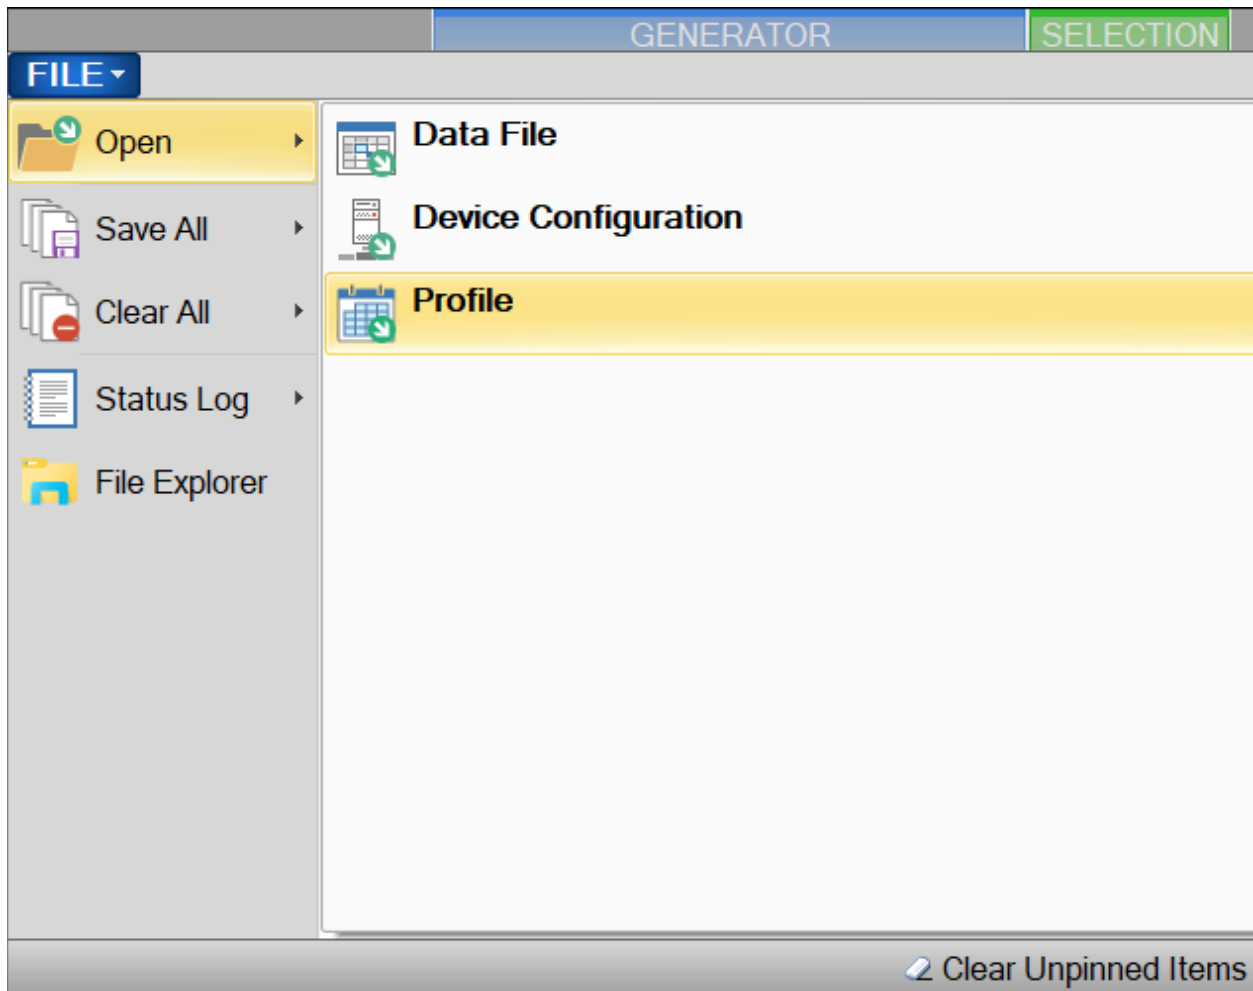 GENERATOR SELECTION
FILE
Open
Save All
Clear All
Status Log
File Explorer
Data File
Device Configuration
Profile
Clear Unpinned Items